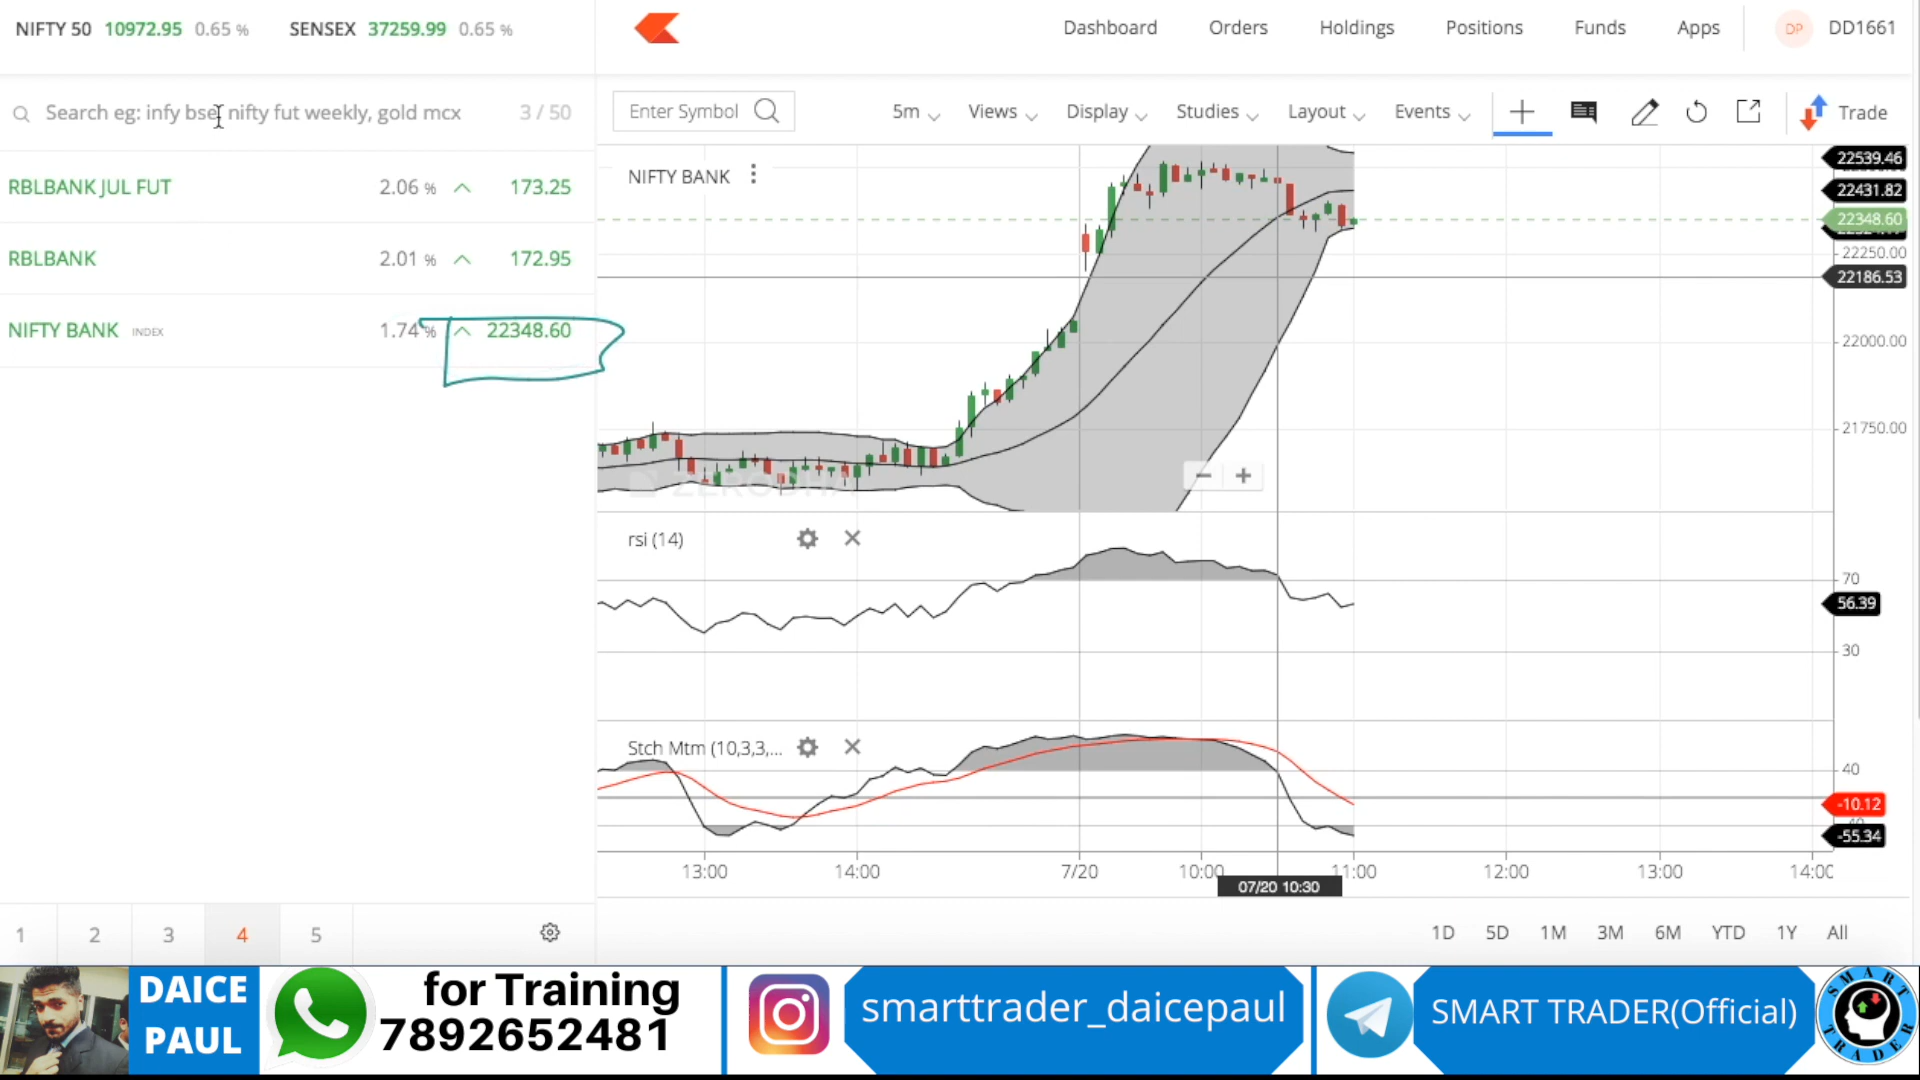 NIFTY 50 10972.95 0.65 % SENSEX 37259.99 0.65 %
Dashboard Orders Holdings Positions Funds Apps DP DD1661
Search eg: infy bse, nifty fut weekly, gold mcx 3 / 50
Enter Symbol 5m Views Display Studies Layout Events Trade
RBLBANK JUL FUT 2.06 % 173.25
RBLBANK 2.01 % 172.95
NIFTY BANK INDEX 1.74 % 22348.60
NIFTY BANK
22539.46
22431.82
22348.60
22250.00
22186.53
22000.00
21750.00
ZERODHA
rsi (14)
70
56.39
30
Stch Mtm (10,3,3,...
40
-10.12
-55.34
13:00 14:00 7/20 10:00 11:00 12:00 13:00
07/20 10:30
1 2 3 4 5
1D 5D 1M 3M 6M YTD 1Y All
DAICE
PAUL
for Training
7892652481
smarttrader_daicepaul
SMART TRADER(Official)
SMART
TRADER